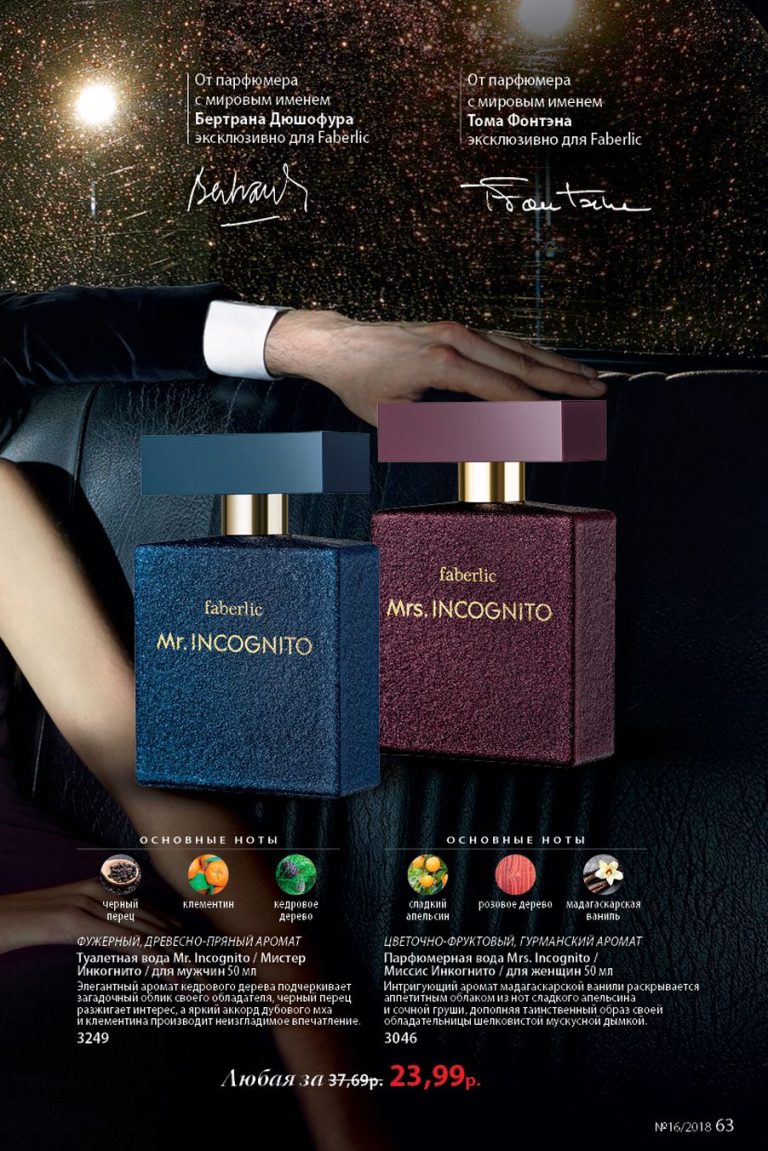 От парфюмера
с мировым именем
Бертрана Дюшофура
эксклюзивно для Faberlic
От парфюмера
с мировым именем
Тома Фонтэна
эксклюзивно для Faberlic
faberlic
Mr. INCOGNITO
faberlic
Mrs. INCOGNITO
ОСНОВНЫЕ НОТЫ
черный
перец
клементин
кедровое
дерево
ФУЖЕРНЫЙ, ДРЕВЕСНО-ПРЯНЫЙ АРОМАТ
Туалетная вода Mr. Incognito / Мистер
Инкогнито / для мужчин 50 мл
Элегантный аромат кедрового дерева подчеркивает
загадочный облик своего обладателя, черный перец
разжигает интерес, а яркий аккорд дубового мха
и клементина производит неизгладимое впечатление.
3249
ОСНОВНЫЕ НОТЫ
сладкий
апельсин
розовое дерево
мадагаскарская
ваниль
ЦВЕТОЧНО-ФРУКТОВЫЙ, ГУРМАНСКИЙ АРОМАТ
Парфюмерная вода Mrs. Incognito /
Миссис Инкогнито / для женщин 50 мл
Интригующий аромат мадагаскарской ванили раскрывается
аппетитным облаком из нот сладкого апельсина
и сочной груши, дополняя таинственный образ своей
обладательницы шелковистой мускусной дымкой.
3046
Любая за 37,69р. 23,99р.
№16/2018 63